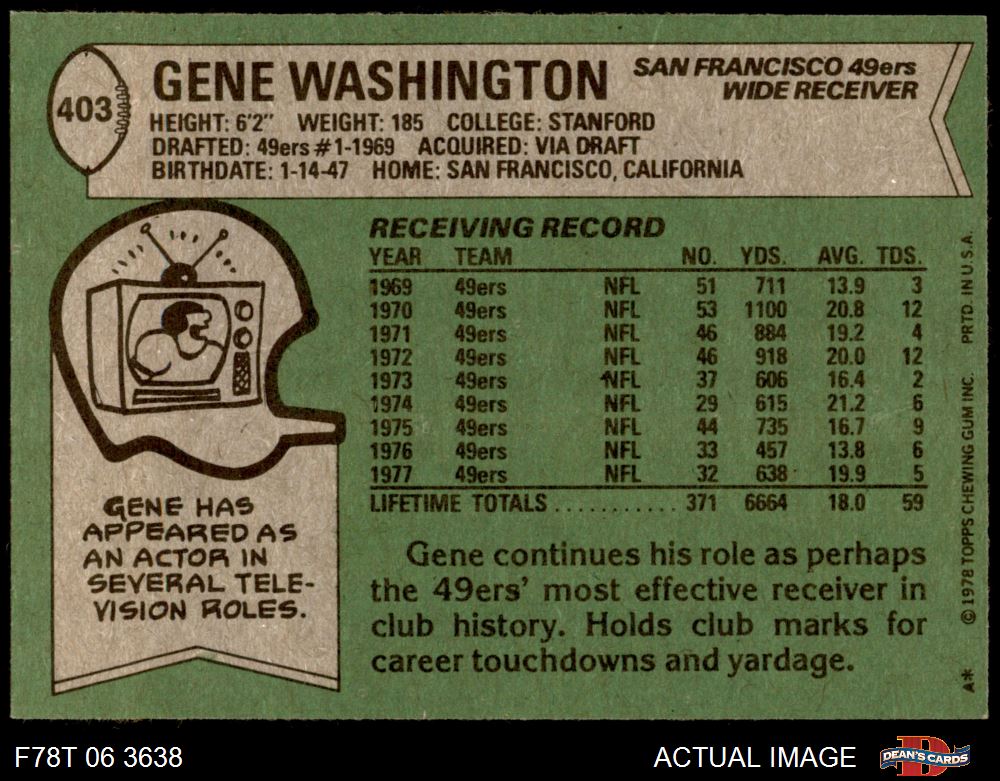 403
GENE WASHINGTON
SAN FRANCISCO 49ers
WIDE RECEIVER
HEIGHT: 6'2" WEIGHT: 185 COLLEGE: STANFORD
DRAFTED: 49ers #1-1969 ACQUIRED: VIA DRAFT
BIRTHDATE: 1-14-47 HOME: SAN FRANCISCO, CALIFORNIA
RECEIVING RECORD
YEAR TEAM NO. YDS. AVG. TDS.
1969 49ers NFL 51 711 13.9 3
1970 49ers NFL 53 1100 20.8 12
1971 49ers NFL 46 884 19.2 4
1972 49ers NFL 46 918 20.0 12
1973 49ers NFL 37 606 16.4 2
1974 49ers NFL 29 615 21.2 6
1975 49ers NFL 44 735 16.7 9
1976 49ers NFL 33 457 13.8 6
1977 49ers NFL 32 638 19.9 5
LIFETIME TOTALS ........... 371 6664 18.0 59
GENE HAS
APPEARED AS
AN ACTOR IN
SEVERAL TELE-
VISION ROLES.
Gene continues his role as perhaps
the 49ers' most effective receiver in
club history. Holds club marks for
career touchdowns and yardage.
A* © 1978 TOPPS CHEWING GUM INC. PRTD. IN U.S.A.
F78T 06 3638
ACTUAL IMAGE
D
DEAN'S CARDS